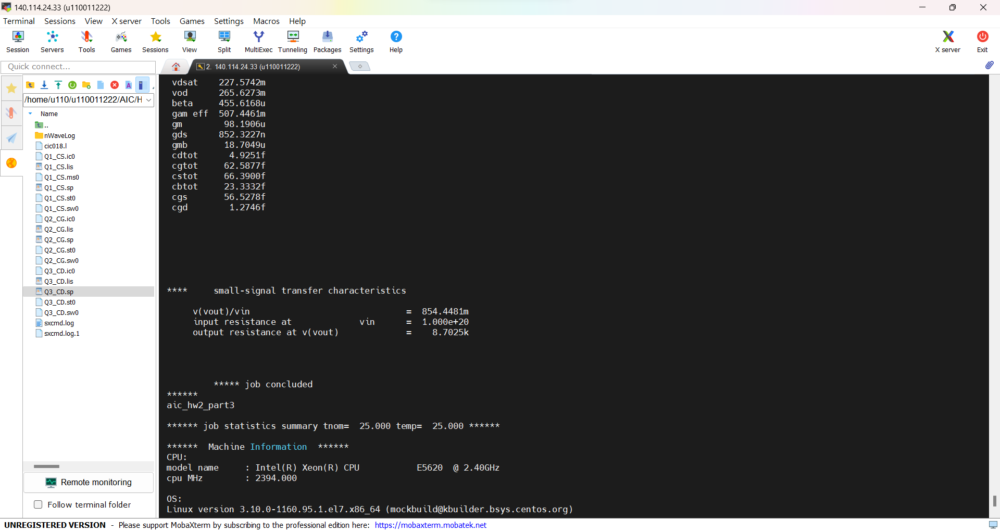 140.114.24.33 (u110011222)
Terminal Sessions View X server Tools Games Settings Macros Help
Session Servers Tools Games Sessions View Split MultiExec Tunneling Packages Settings Help X server Exit
Quick connect...
2. 140.114.24.33 (u110011222)
/home/u110/u110011222/AIC/H
Name
..
nWaveLog
cic018.l
Q1_CS.ic0
Q1_CS.lis
Q1_CS.ms0
Q1_CS.sp
Q1_CS.st0
Q1_CS.sw0
Q2_CG.ic0
Q2_CG.lis
Q2_CG.sp
Q2_CG.st0
Q2_CG.sw0
Q3_CD.ic0
Q3_CD.lis
Q3_CD.sp
Q3_CD.st0
Q3_CD.sw0
sxcmd.log
sxcmd.log.1
Remote monitoring
Follow terminal folder
vdsat 227.5742m
vod 265.6273m
beta 455.6168u
gam eff 507.4461m
gm 98.1906u
gds 852.3227n
gmb 18.7049u
cdtot 4.9251f
cgtot 62.5877f
cstot 66.3900f
cbtot 23.3332f
cgs 56.5278f
cgd 1.2746f
**** small-signal transfer characteristics
v(vout)/vin = 854.4481m
input resistance at vin = 1.000e+20
output resistance at v(vout) = 8.7025k
***** job concluded
******
aic_hw2_part3
****** job statistics summary tnom= 25.000 temp= 25.000 ******
****** Machine Information ******
CPU:
model name : Intel(R) Xeon(R) CPU E5620 @ 2.40GHz
cpu MHz : 2394.000
OS:
Linux version 3.10.0-1160.95.1.el7.x86_64 (mockbuild@kbuilder.bsys.centos.org)
UNREGISTERED VERSION - Please support MobaXterm by subscribing to the professional edition here: https://mobaxterm.mobatek.net